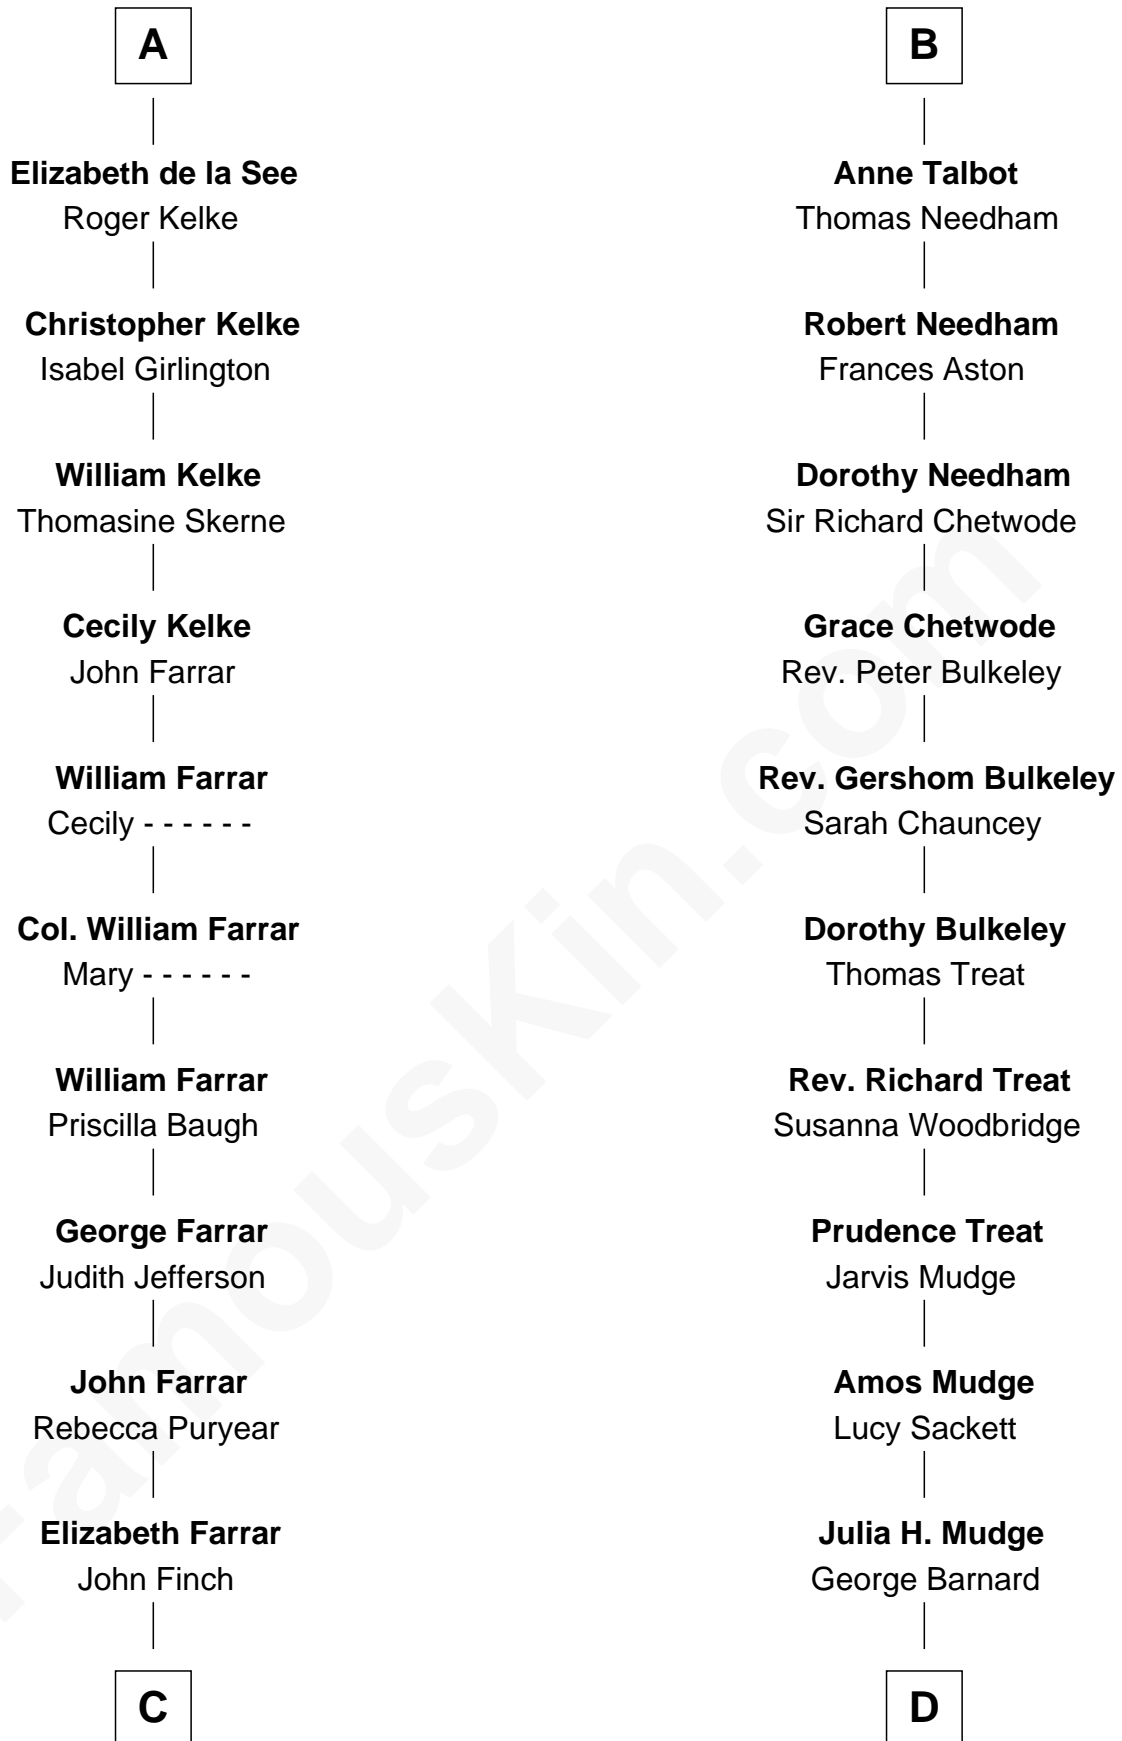 A
Elizabeth de la See
Roger Kelke
Christopher Kelke
Isabel Girlington
William Kelke
Thomasine Skerne
Cecily Kelke
John Farrar
William Farrar
Cecily - - - - - -
Col. William Farrar
Mary - - - - - -
William Farrar
Priscilla Baugh
George Farrar
Judith Jefferson
John Farrar
Rebecca Puryear
Elizabeth Farrar
John Finch
C
B
Anne Talbot
Thomas Needham
Robert Needham
Frances Aston
Dorothy Needham
Sir Richard Chetwode
Grace Chetwode
Rev. Peter Bulkeley
Rev. Gershom Bulkeley
Sarah Chauncey
Dorothy Bulkeley
Thomas Treat
Rev. Richard Treat
Susanna Woodbridge
Prudence Treat
Jarvis Mudge
Amos Mudge
Lucy Sackett
Julia H. Mudge
George Barnard
D
FamousKin.com